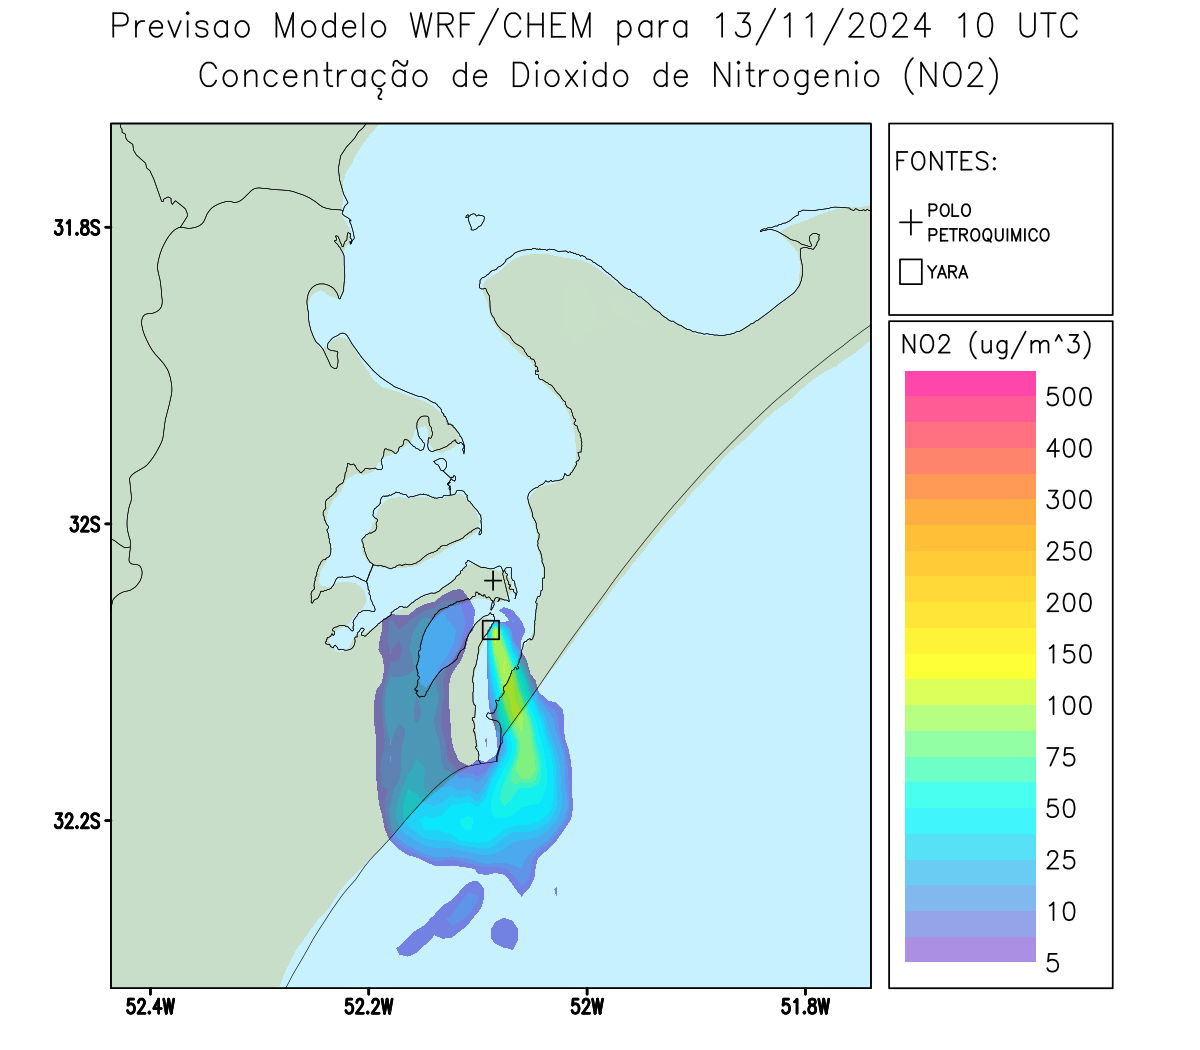 Previsao Modelo WRF/CHEM para 13/11/2024 10 UTC
Concentração de Dioxido de Nitrogenio (NO2)
FONTES:
POLO
PETROQUIMICO
YARA
31.8S
32S
32.2S
52.4W
52.2W
52W
51.8W
NO2 (ug/m^3)
500
400
300
250
200
150
100
75
50
25
10
5